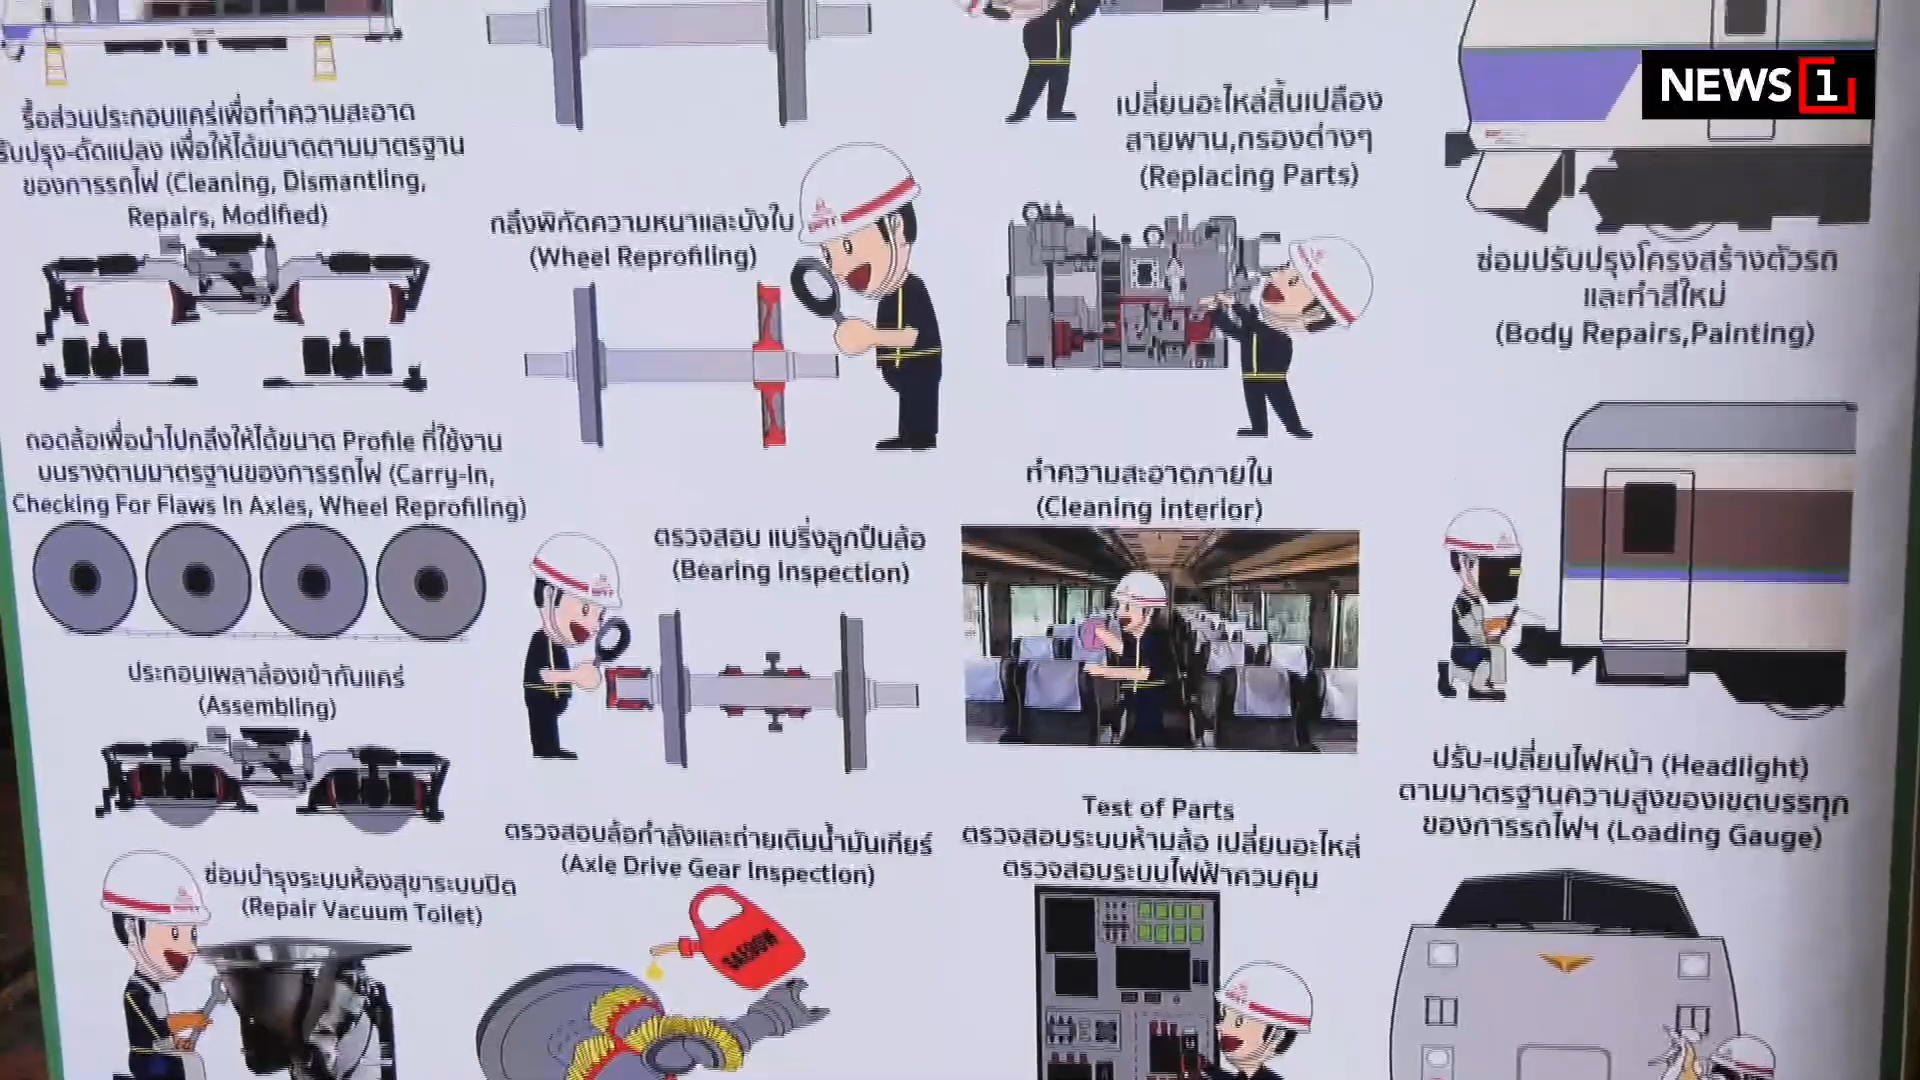 NEWS 1
รื้อส่วนประกอบแคร่เพื่อทำความสะอาด
รับปรุง-ดัดแปลง เพื่อให้ได้ขนาดตามมาตรฐาน
ของการรถไฟ (Cleaning, Dismantling,
Repairs, Modified)
ถอดล้อเพื่อนำไปกลึงให้ได้ขนาด Profile ที่ใช้งาน
บนรางตามมาตรฐานของการรถไฟ (Carry-In,
Checking For Flaws In Axles, Wheel Reprofiling)
ประกอบเพลาล้อเข้ากับแคร่
(Assembling)
ซ่อมบำรุงระบบห้องสุขาระบบปิด
(Repair Vacuum Toilet)
กลึงพิกัดความหนาและบังใบ
(Wheel Reprofiling)
ตรวจสอบ แบริ่งลูกปืนล้อ
(Bearing Inspection)
ตรวจสอบล้อกำลังและถ่ายเติมน้ำมันเกียร์
(Axle Drive Gear Inspection)
SAE80W
เปลี่ยนอะไหล่สิ้นเปลือง
สายพาน,กรองต่างๆ
(Replacing Parts)
ทำความสะอาดภายใน
(Cleaning interior)
Test of Parts
ตรวจสอบระบบห้ามล้อ เปลี่ยนอะไหล่
ตรวจสอบระบบไฟฟ้าควบคุม
ซ่อมปรับปรุงโครงสร้างตัวรถ
และทำสีใหม่
(Body Repairs,Painting)
ปรับ-เปลี่ยนไฟหน้า (Headlight)
ตามมาตรฐานความสูงของเขตบรรทุก
ของการรถไฟฯ (Loading Gauge)